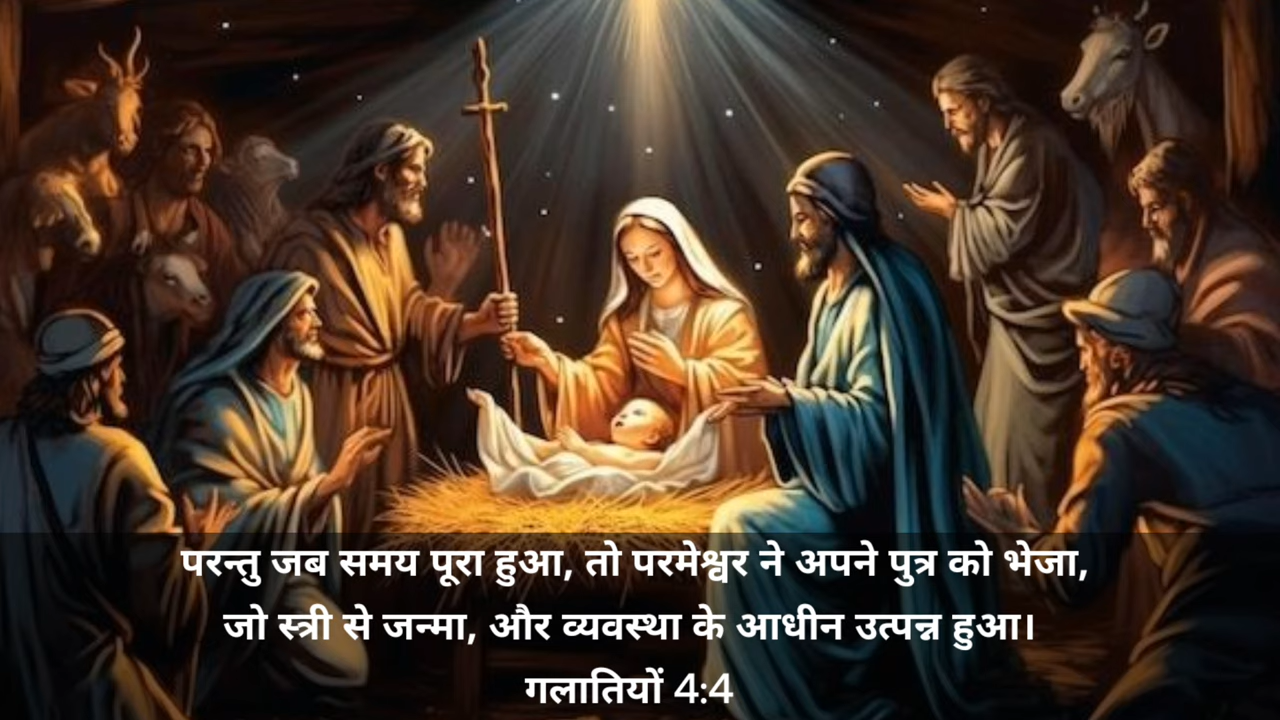 परन्तु जब समय पूरा हुआ, तो परमेश्वर ने अपने पुत्र को भेजा,
जो स्त्री से जन्मा, और व्यवस्था के आधीन उत्पन्न हुआ।
गलातियों 4:4